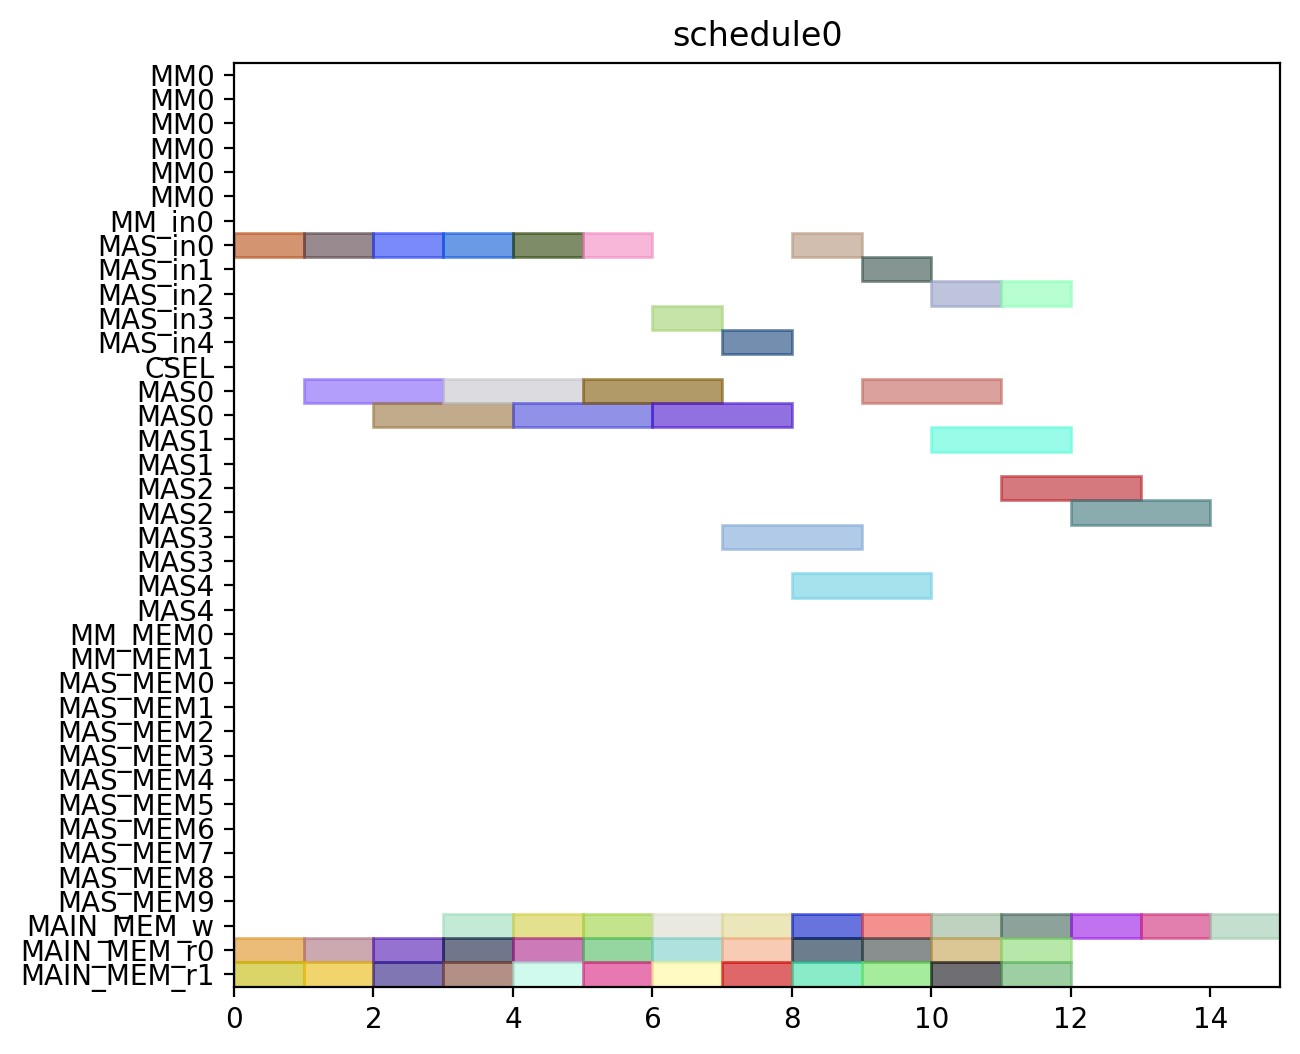 schedule0
MM0
MM0
MM0
MM0
MM0
MM0
MM_in0
MAS_in0
MAS_in1
MAS_in2
MAS_in3
MAS_in4
CSEL
MAS0
MAS0
MAS1
MAS1
MAS2
MAS2
MAS3
MAS3
MAS4
MAS4
MM_MEM0
MM_MEM1
MAS_MEM0
MAS_MEM1
MAS_MEM2
MAS_MEM3
MAS_MEM4
MAS_MEM5
MAS_MEM6
MAS_MEM7
MAS_MEM8
MAS_MEM9
MAIN_MEM_w
MAIN_MEM_r0
MAIN_MEM_r1
0 2 4 6 8 10 12 14